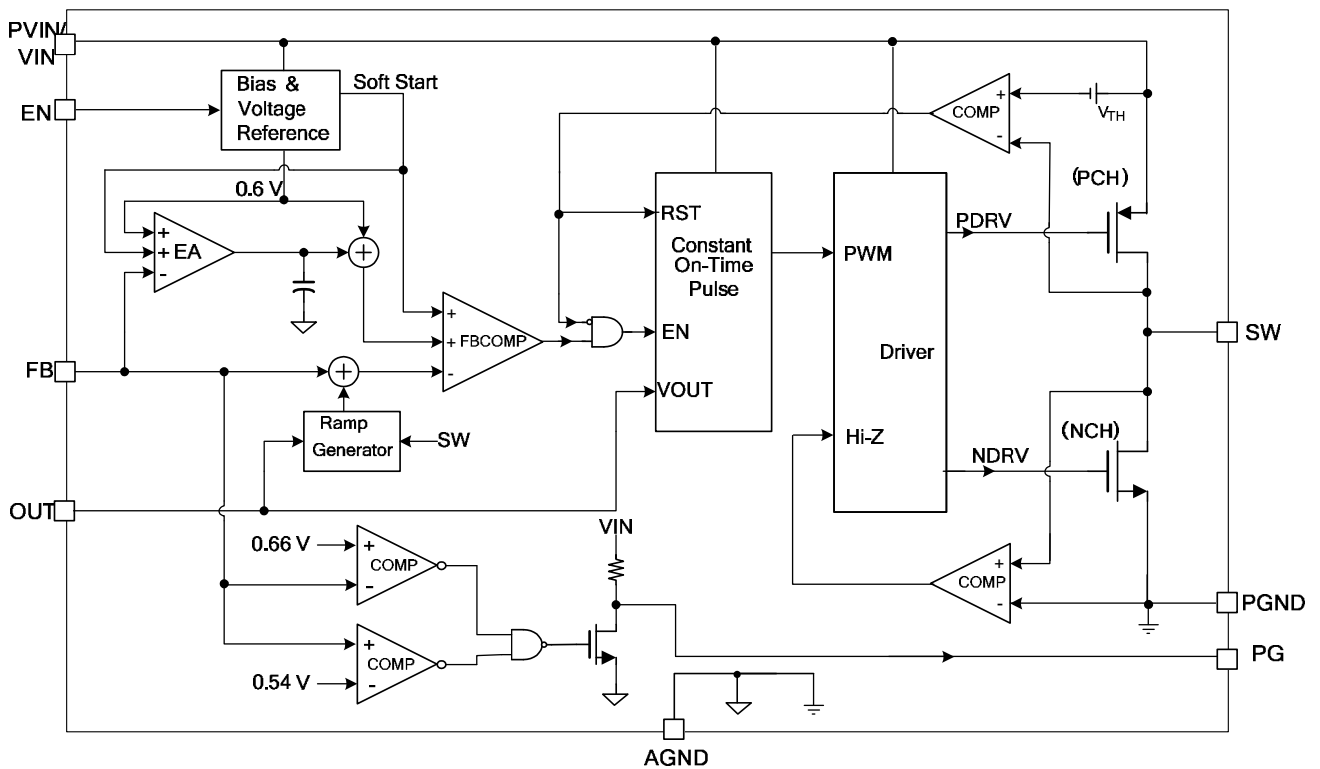 PVIN/
VIN
EN
Bias &
Voltage
Reference
Soft Start
0.6 V
+
+
-
EA
+
FB
+
+
-
FBCOMP
+
Ramp
Generator
SW
OUT
RST
Constant
On-Time
Pulse
EN
VOUT
PWM
Driver
Hi-Z
PDRV
NDRV
COMP
+
-
VTH
(PCH)
(NCH)
SW
COMP
+
-
PGND
PG
0.66 V
+
-
COMP
0.54 V
+
-
COMP
VIN
AGND